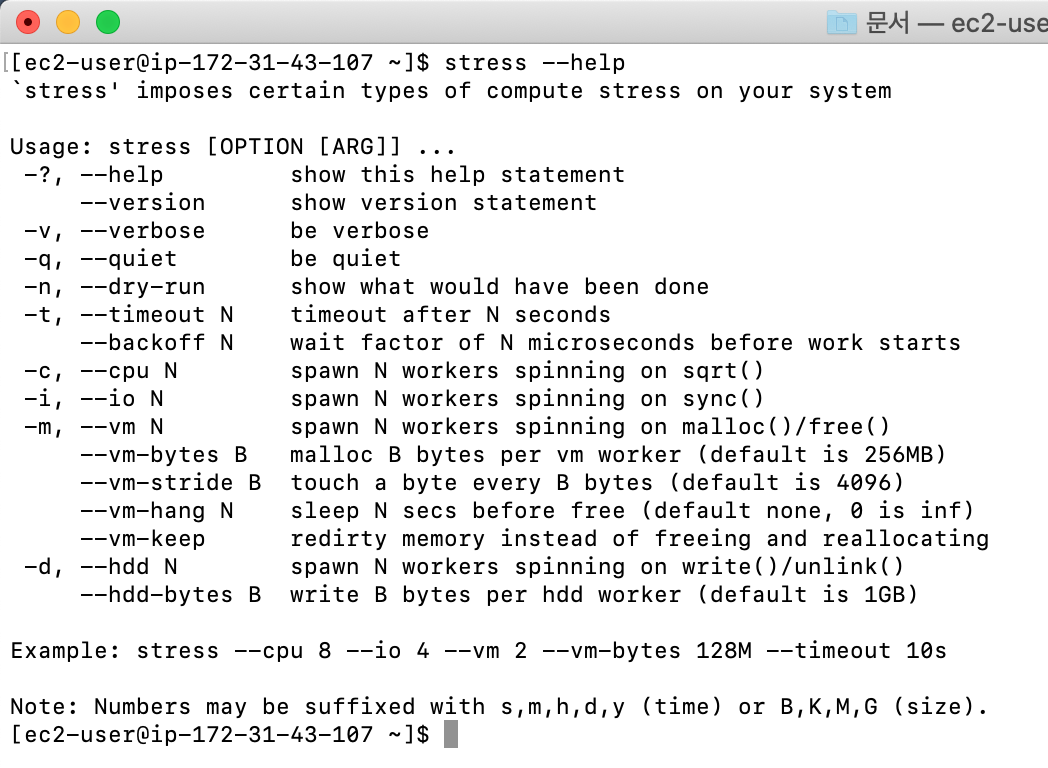 문서 — ec2-use
[ec2-user@ip-172-31-43-107 ~]$ stress --help
`stress' imposes certain types of compute stress on your system

Usage: stress [OPTION [ARG]] ...
 -?, --help         show this help statement
     --version      show version statement
 -v, --verbose      be verbose
 -q, --quiet        be quiet
 -n, --dry-run      show what would have been done
 -t, --timeout N    timeout after N seconds
     --backoff N    wait factor of N microseconds before work starts
 -c, --cpu N        spawn N workers spinning on sqrt()
 -i, --io N         spawn N workers spinning on sync()
 -m, --vm N         spawn N workers spinning on malloc()/free()
     --vm-bytes B   malloc B bytes per vm worker (default is 256MB)
     --vm-stride B  touch a byte every B bytes (default is 4096)
     --vm-hang N    sleep N secs before free (default none, 0 is inf)
     --vm-keep      redirty memory instead of freeing and reallocating
 -d, --hdd N        spawn N workers spinning on write()/unlink()
     --hdd-bytes B  write B bytes per hdd worker (default is 1GB)

Example: stress --cpu 8 --io 4 --vm 2 --vm-bytes 128M --timeout 10s

Note: Numbers may be suffixed with s,m,h,d,y (time) or B,K,M,G (size).
[ec2-user@ip-172-31-43-107 ~]$